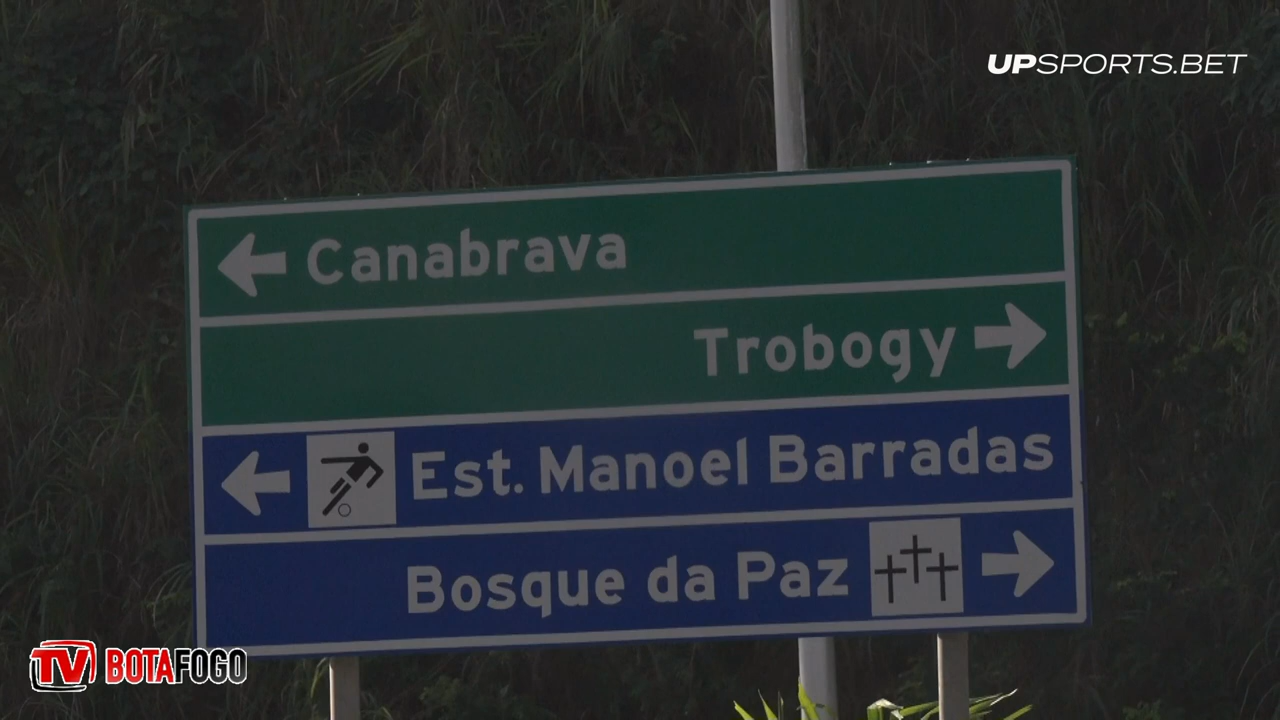 UPSPORTS.BET
Canabrava
Trobogy
Est. Manoel Barradas
Bosque da Paz
TV BOTAFOGO